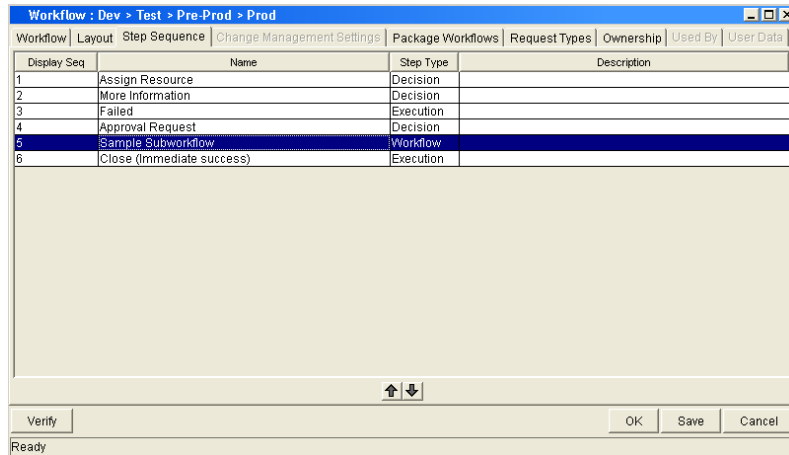 Workflow : Dev > Test > Pre-Prod > Prod
Workflow Layout Step Sequence Change Management Settings Package Workflows Request Types Ownership Used By User Data
Display Seq Name Step Type Description
1 Assign Resource Decision
2 More Information Decision
3 Failed Execution
4 Approval Request Decision
5 Sample Subworkflow Workflow
6 Close (Immediate success) Execution
Verify OK Save Cancel
Ready